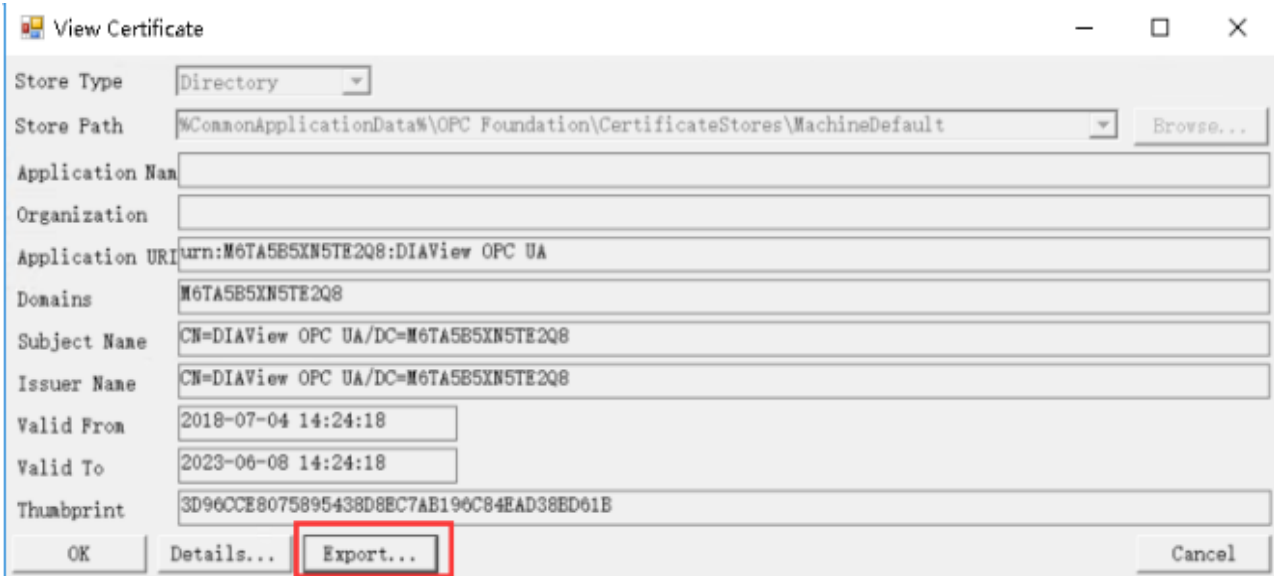 View Certificate
Store Type Directory
Store Path %CommonApplicationData%\OPC Foundation\CertificateStores\MachineDefault Browse...
Application Nam
Organization
Application URI urn:M6TA5B5XN5TE2Q8:DIAView OPC UA
Domains M6TA5B5XN5TE2Q8
Subject Name CN=DIAView OPC UA/DC=M6TA5B5XN5TE2Q8
Issuer Name CN=DIAView OPC UA/DC=M6TA5B5XN5TE2Q8
Valid From 2018-07-04 14:24:18
Valid To 2023-06-08 14:24:18
Thumbprint 3D96CCE8075895438D8EC7AB196C84EAD38BD61B
OK Details... Export... Cancel